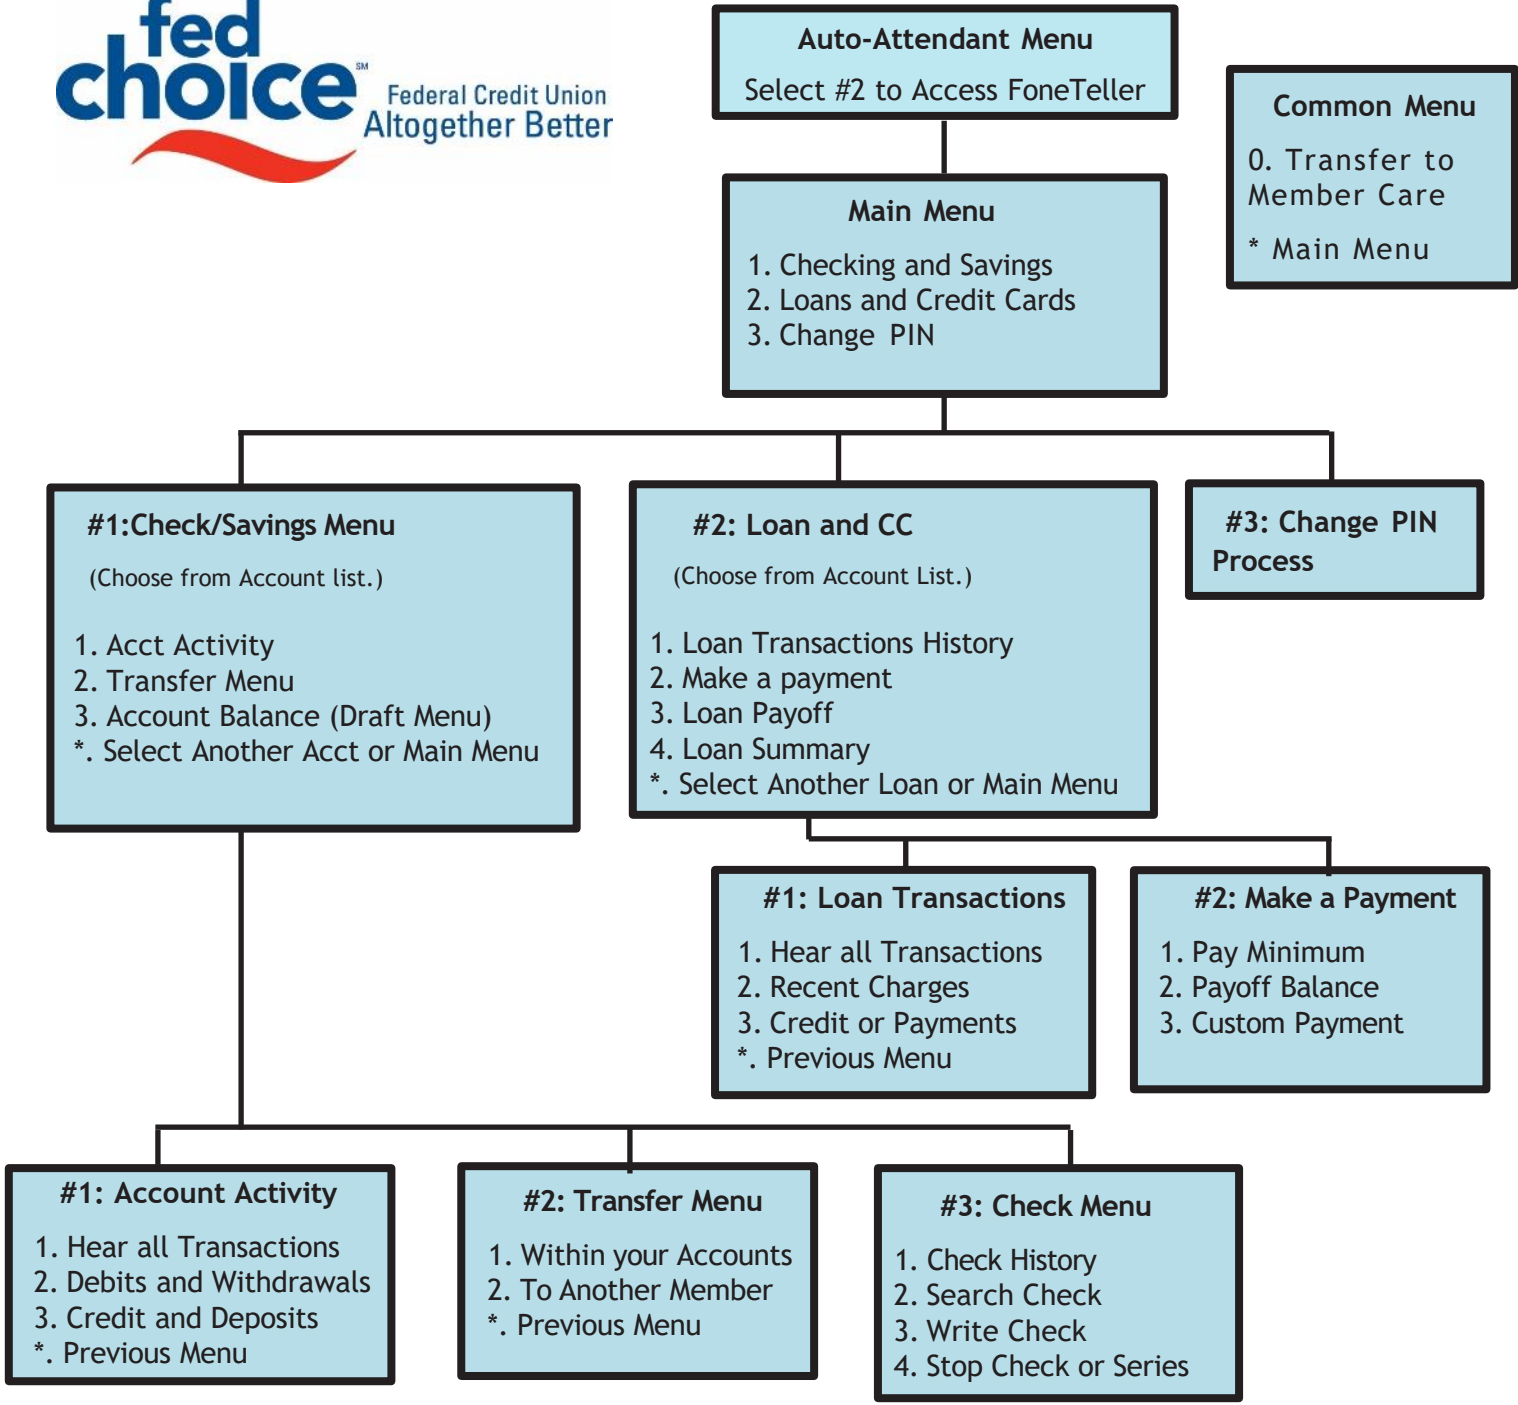 fed
choice SM
Federal Credit Union
Altogether Better
Auto-Attendant Menu
Select #2 to Access FoneTeller
Common Menu
0. Transfer to
Member Care
* Main Menu
Main Menu
1. Checking and Savings
2. Loans and Credit Cards
3. Change PIN
#1:Check/Savings Menu
(Choose from Account list.)
1. Acct Activity
2. Transfer Menu
3. Account Balance (Draft Menu)
*. Select Another Acct or Main Menu
#2: Loan and CC
(Choose from Account List.)
1. Loan Transactions History
2. Make a payment
3. Loan Payoff
4. Loan Summary
*. Select Another Loan or Main Menu
#3: Change PIN
Process
#1: Loan Transactions
1. Hear all Transactions
2. Recent Charges
3. Credit or Payments
*. Previous Menu
#2: Make a Payment
1. Pay Minimum
2. Payoff Balance
3. Custom Payment
#1: Account Activity
1. Hear all Transactions
2. Debits and Withdrawals
3. Credit and Deposits
*. Previous Menu
#2: Transfer Menu
1. Within your Accounts
2. To Another Member
*. Previous Menu
#3: Check Menu
1. Check History
2. Search Check
3. Write Check
4. Stop Check or Series